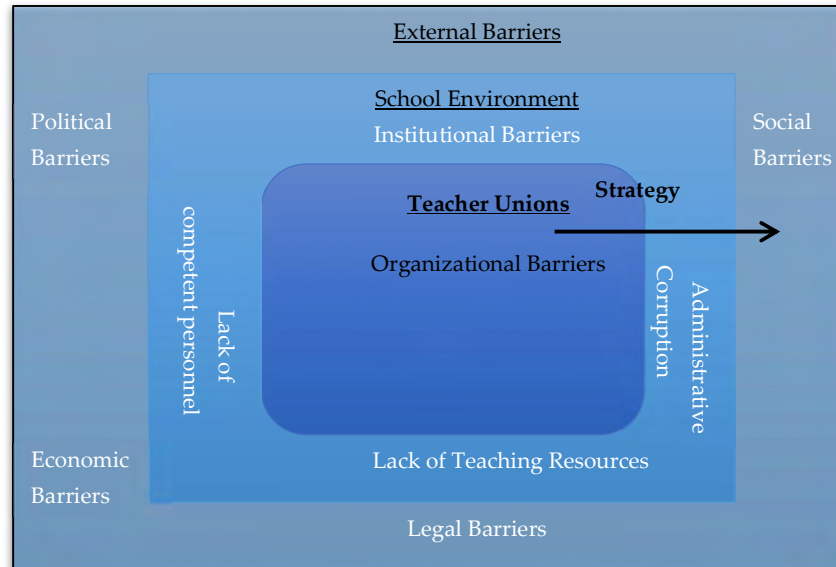 External Barriers
School Environment
Institutional Barriers
Political
Barriers
Social
Barriers
Strategy
Teacher Unions
Organizational Barriers
Lack of
competent personnel
Administrative
Corruption
Lack of Teaching Resources
Economic
Barriers
Legal Barriers